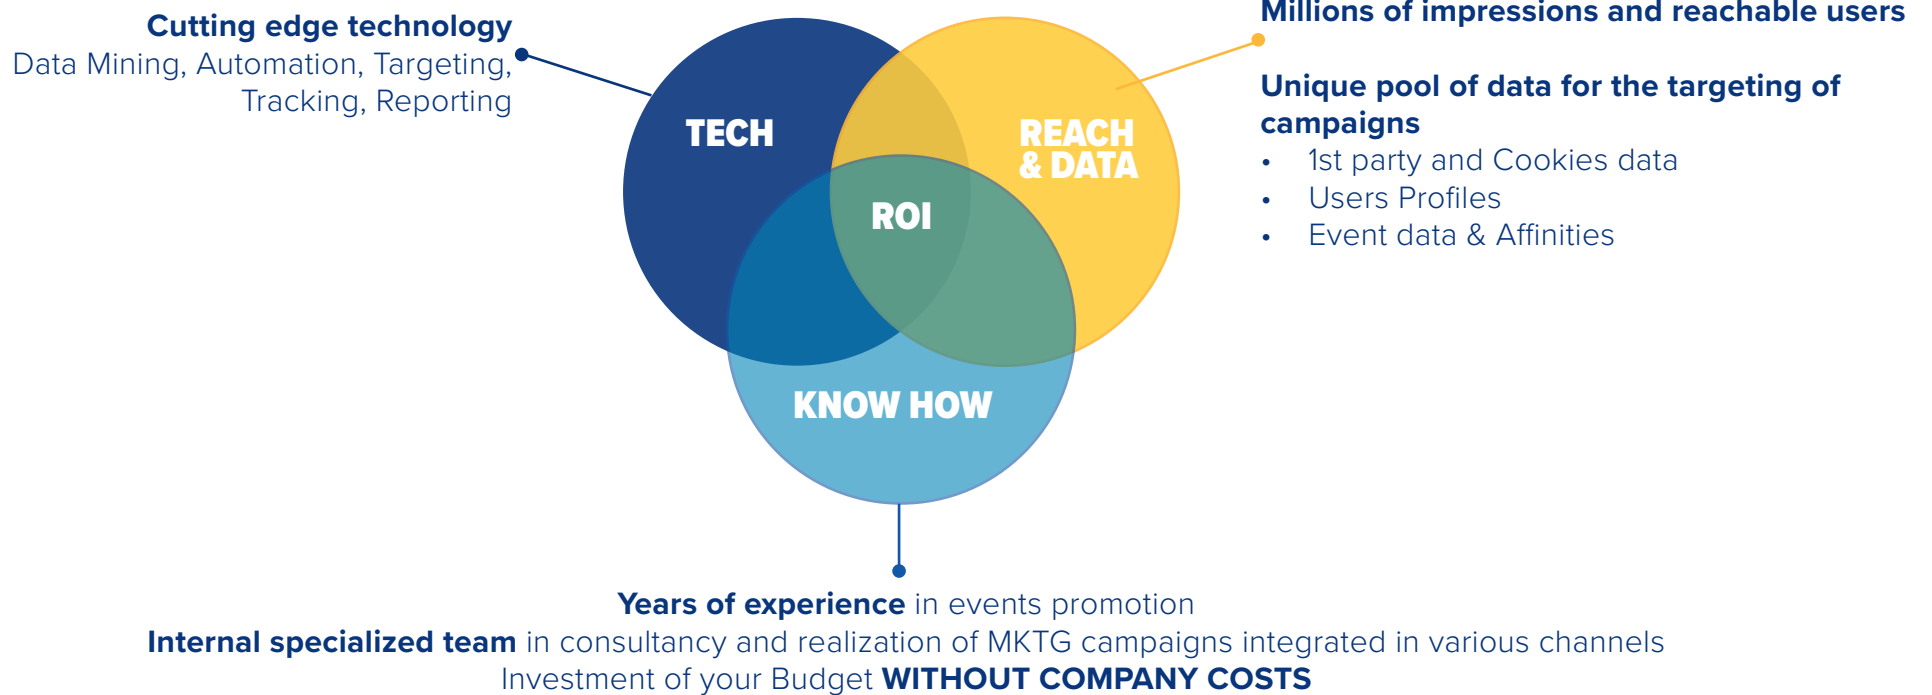 Cutting edge technology
Data Mining, Automation, Targeting,
Tracking, Reporting
TECH
REACH
& DATA
ROI
KNOW HOW
Millions of impressions and reachable users
Unique pool of data for the targeting of
campaigns
• 1st party and Cookies data
• Users Profiles
• Event data & Affinities
Years of experience in events promotion
Internal specialized team in consultancy and realization of MKTG campaigns integrated in various channels
Investment of your Budget WITHOUT COMPANY COSTS